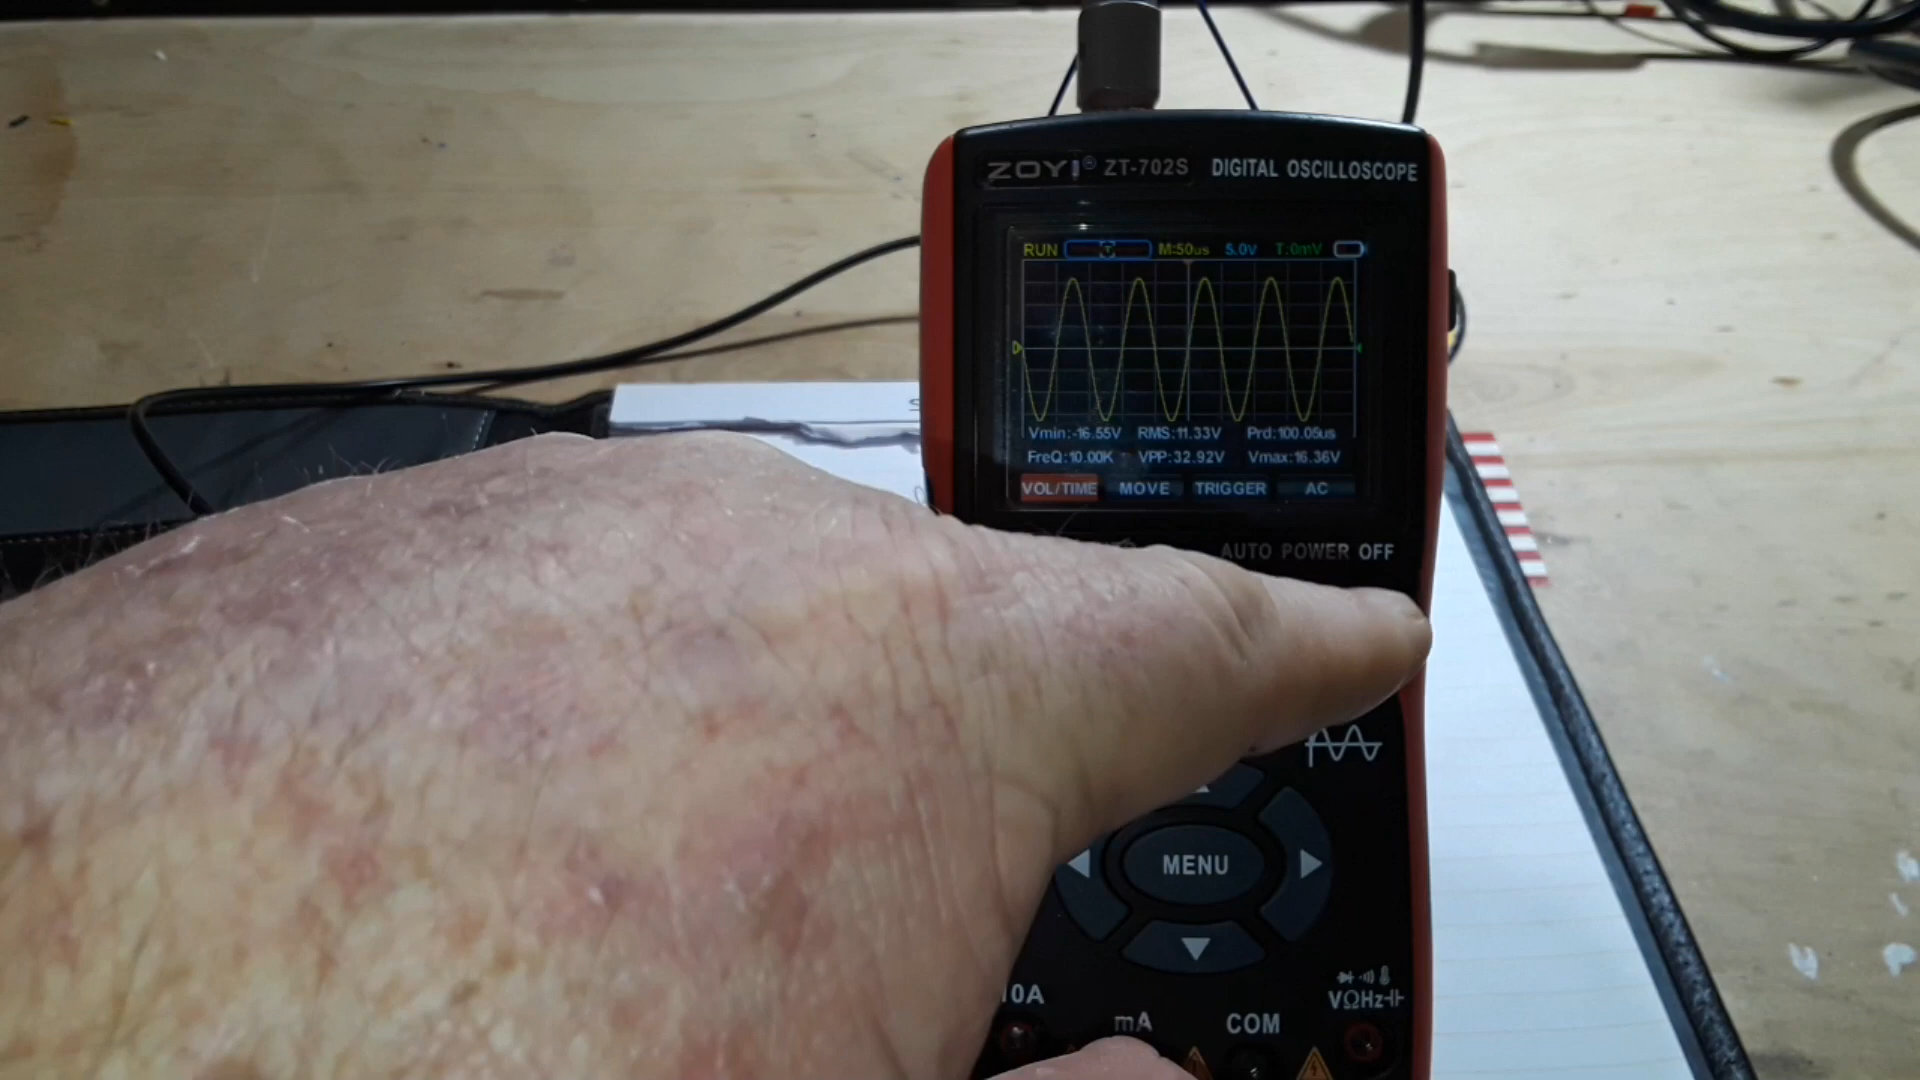 ZOYI® ZT-702S DIGITAL OSCILLOSCOPE
RUN T M:50us 5.0V T:0mV
Vmin:-16.55V RMS:11.33V Prd:100.05us
FreQ:10.00K VPP:32.92V Vmax:16.36V
VOL/TIME MOVE TRIGGER AC
AUTO POWER OFF
MENU
10A
VΩHz
mA
COM